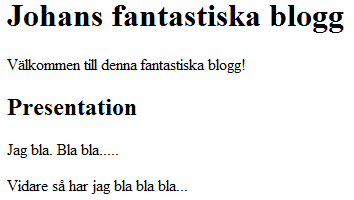 Johans fantastiska blogg
Välkommen till denna fantastiska blogg!
Presentation
Jag bla. Bla bla.....
Vidare så har jag bla bla bla...